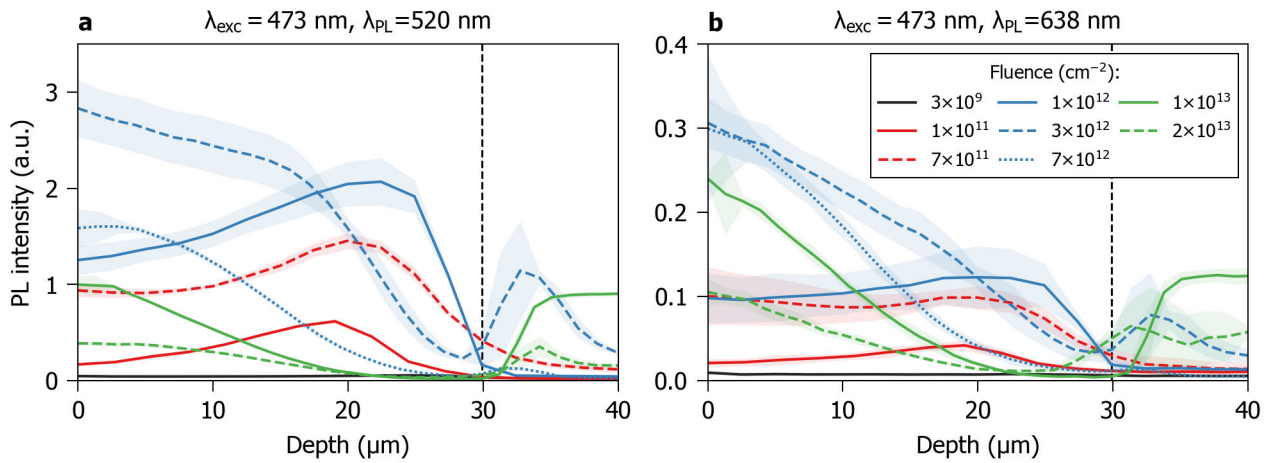 a λexc = 473 nm, λPL=520 nm
PL intensity (a.u.)
3
2
1
0
0 10 20 30 40
Depth (μm)
b λexc = 473 nm, λPL=638 nm
0.4
0.3
0.2
0.1
0.0
Fluence (cm⁻²):
3×10⁹ 1×10¹² 1×10¹³
1×10¹¹ 3×10¹² 2×10¹³
7×10¹¹ 7×10¹²
0 10 20 30 40
Depth (μm)